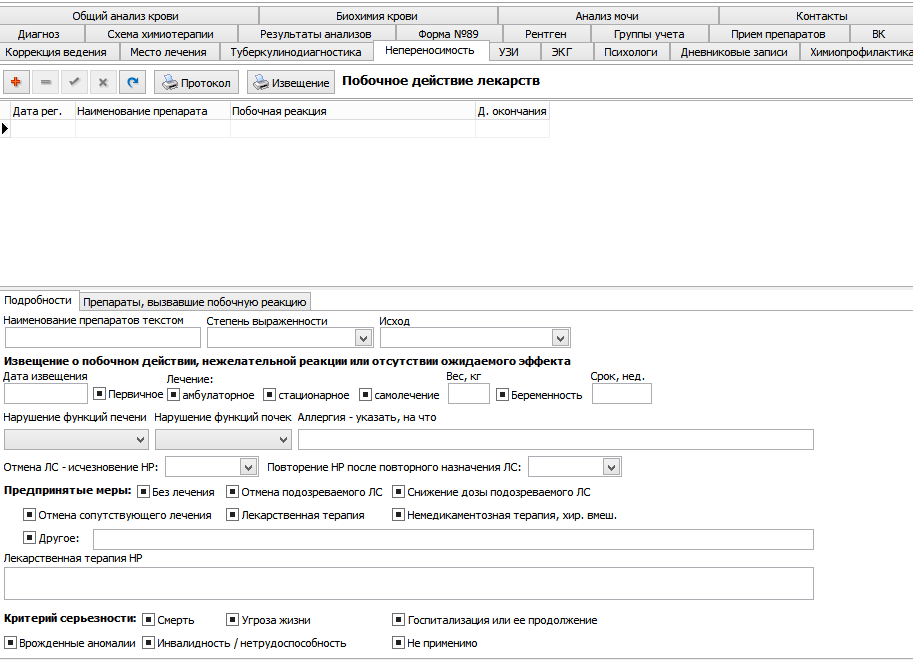 Общий анализ крови Биохимия крови Анализ мочи Контакты
Диагноз Схема химиотерапии Результаты анализов Форма №89 Рентген Группы учета Прием препаратов ВК
Коррекция ведения Место лечения Туберкулинодиагностика Непереносимость УЗИ ЭКГ Психологи Дневниковые записи Химиопрофилактика
Протокол Извещение Побочное действие лекарств
Дата рег. Наименование препарата Побочная реакция Д. окончания
Подробности Препараты, вызвавшие побочную реакцию
Наименование препаратов текстом Степень выраженности Исход
Извещение о побочном действии, нежелательной реакции или отсутствии ожидаемого эффекта
Дата извещения Лечение: Вес, кг Срок, нед.
Первичное амбулаторное стационарное самолечение Беременность
Нарушение функций печени Нарушение функций почек Аллергия - указать, на что
Отмена ЛС - исчезновение НР: Повторение НР после повторного назначения ЛС:
Предпринятые меры: Без лечения Отмена подозреваемого ЛС Снижение дозы подозреваемого ЛС
Отмена сопутствующего лечения Лекарственная терапия Немедикаментозная терапия, хир. вмеш.
Другое:
Лекарственная терапия НР
Критерий серьезности: Смерть Угроза жизни Госпитализация или ее продолжение
Врожденные аномалии Инвалидность / нетрудоспособность Не применимо